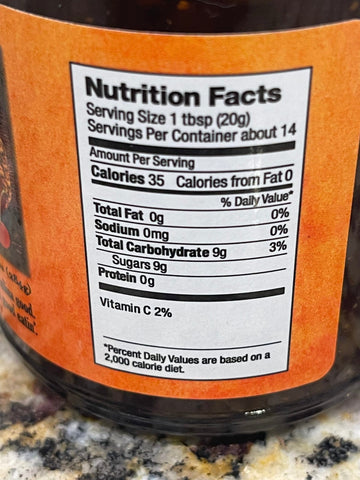 Nutrition Facts
Serving Size 1 tbsp (20g)
Servings Per Container about 14
Amount Per Serving
Calories 35 Calories from Fat 0
% Daily Value*
Total Fat 0g 0%
Sodium 0mg 0%
Total Carbohydrate 9g 3%
Sugars 9g
Protein 0g
Vitamin C 2%
*Percent Daily Values are based on a
2,000 calorie diet.